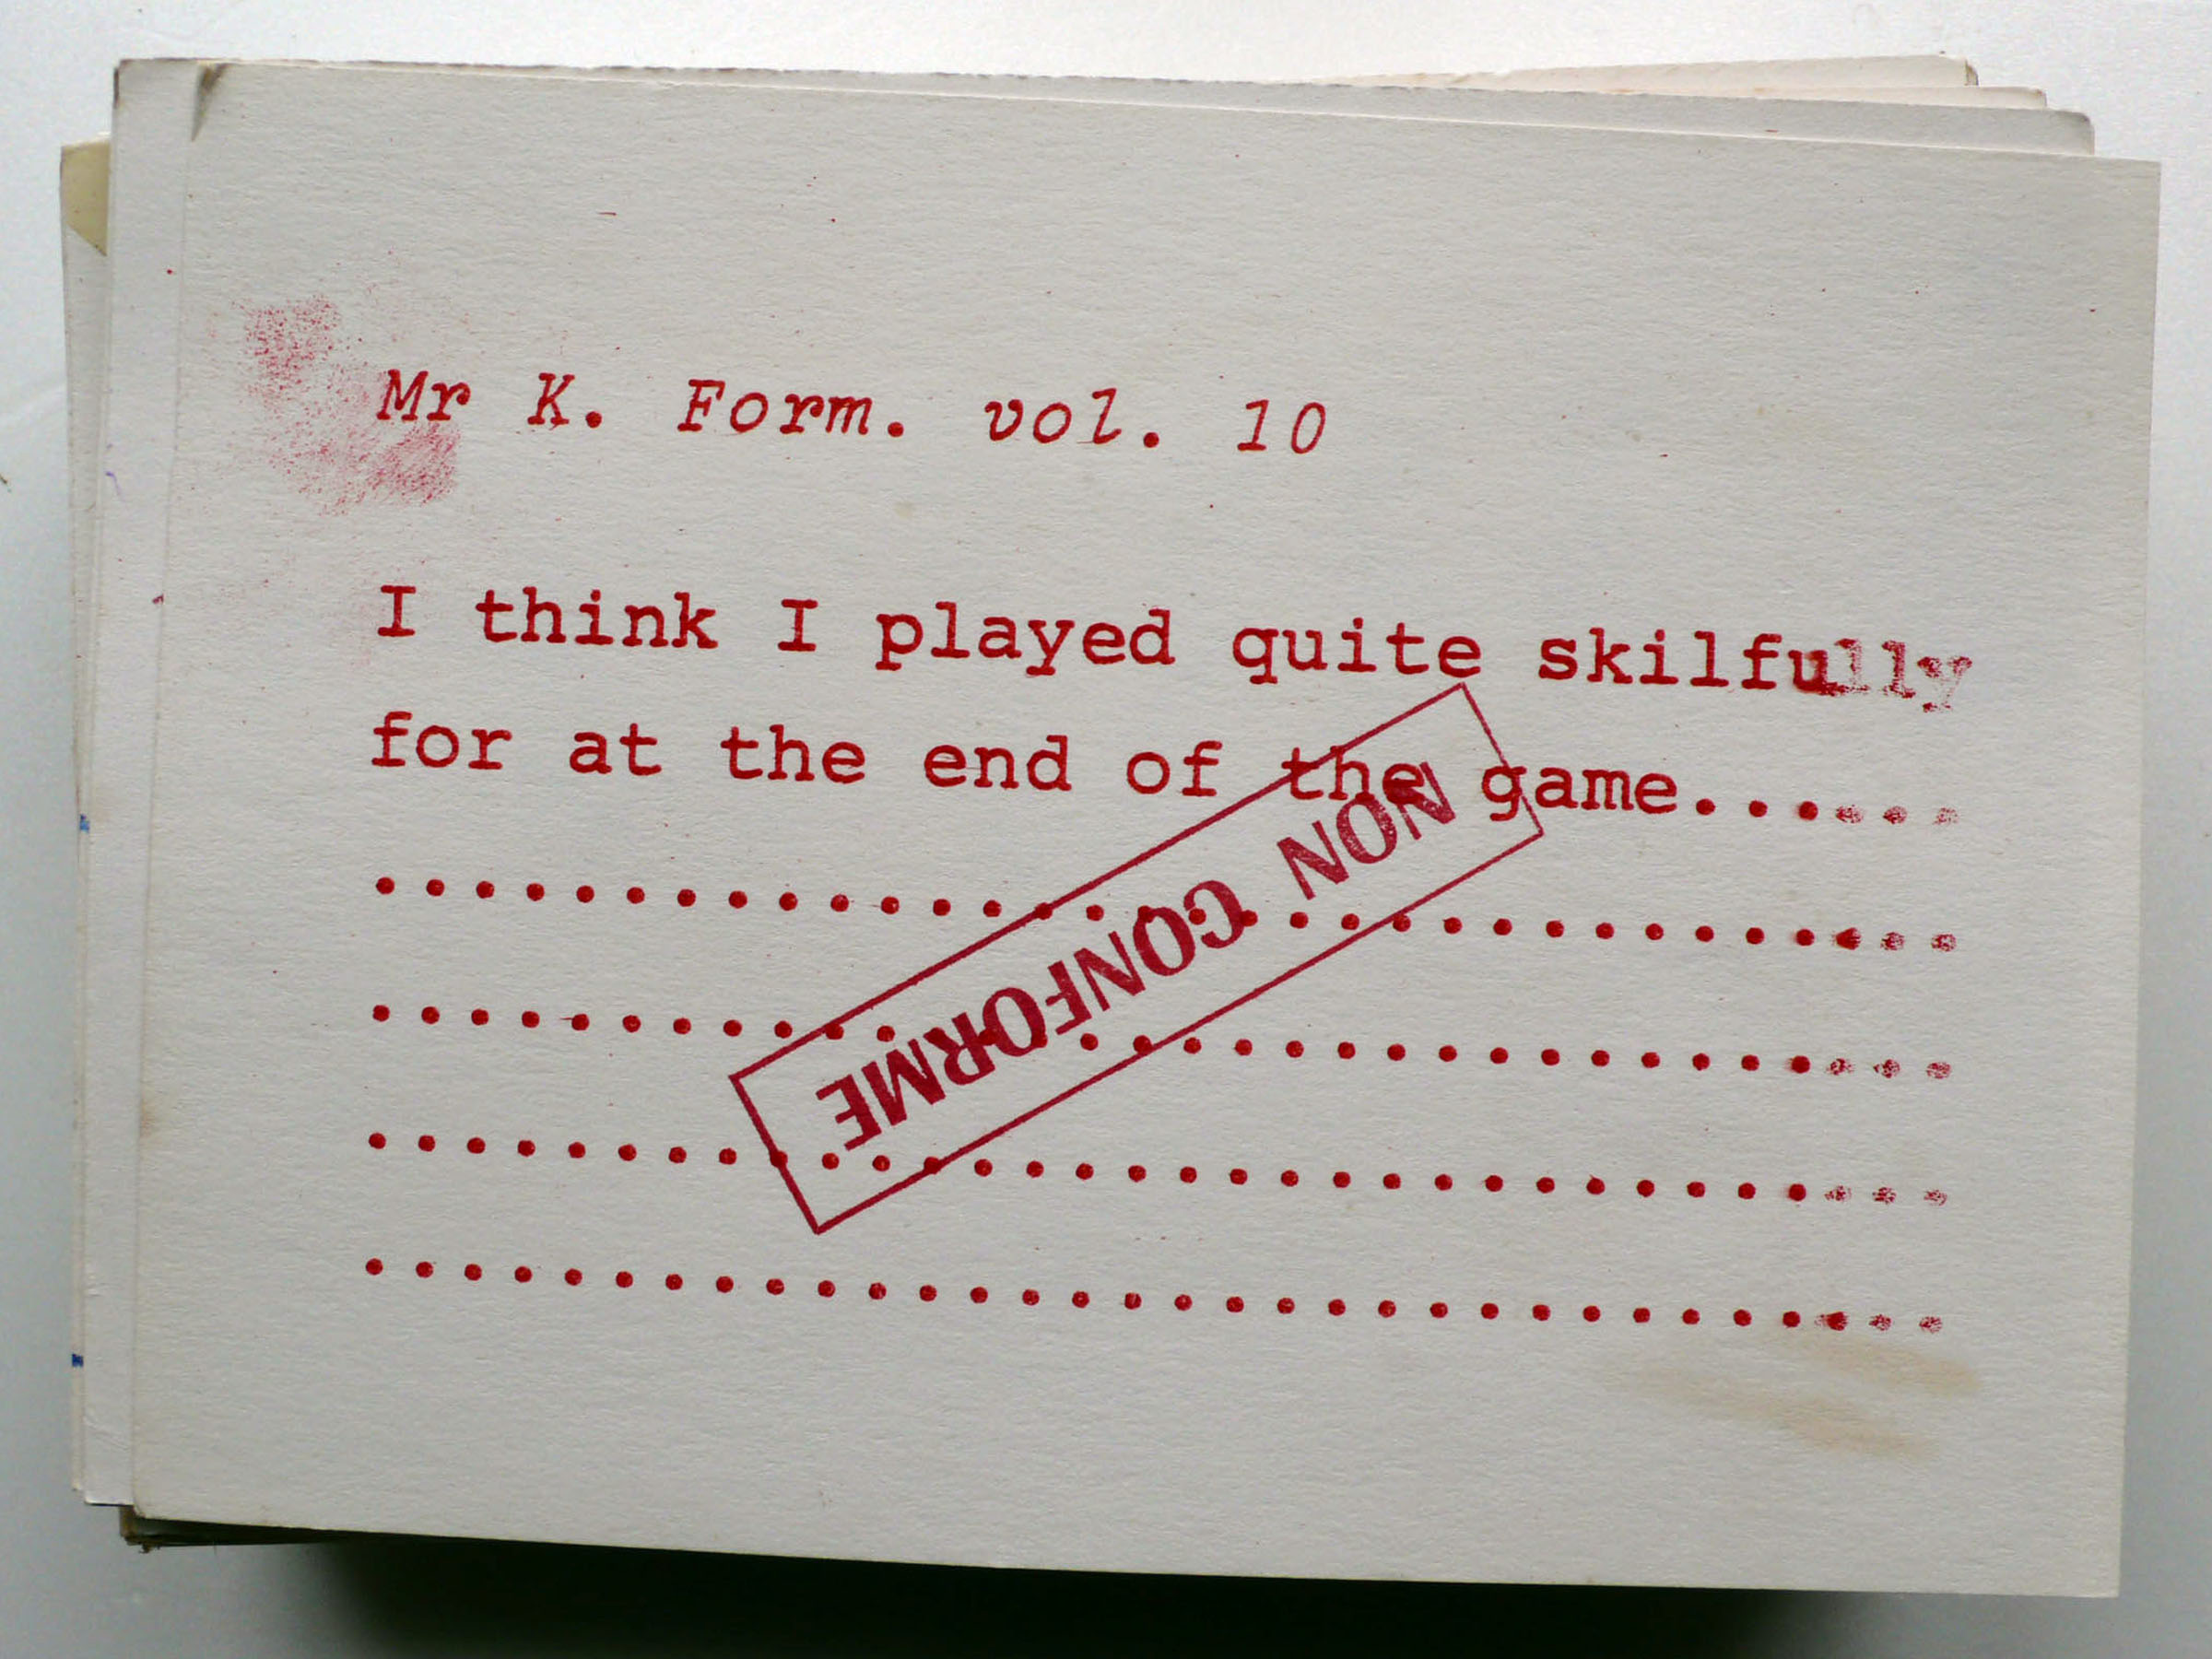 Mr K. Form. vol. 10
I think I played quite skilfully
for at the end of the game......
................................
................................
................................
................................
NON CONFORME